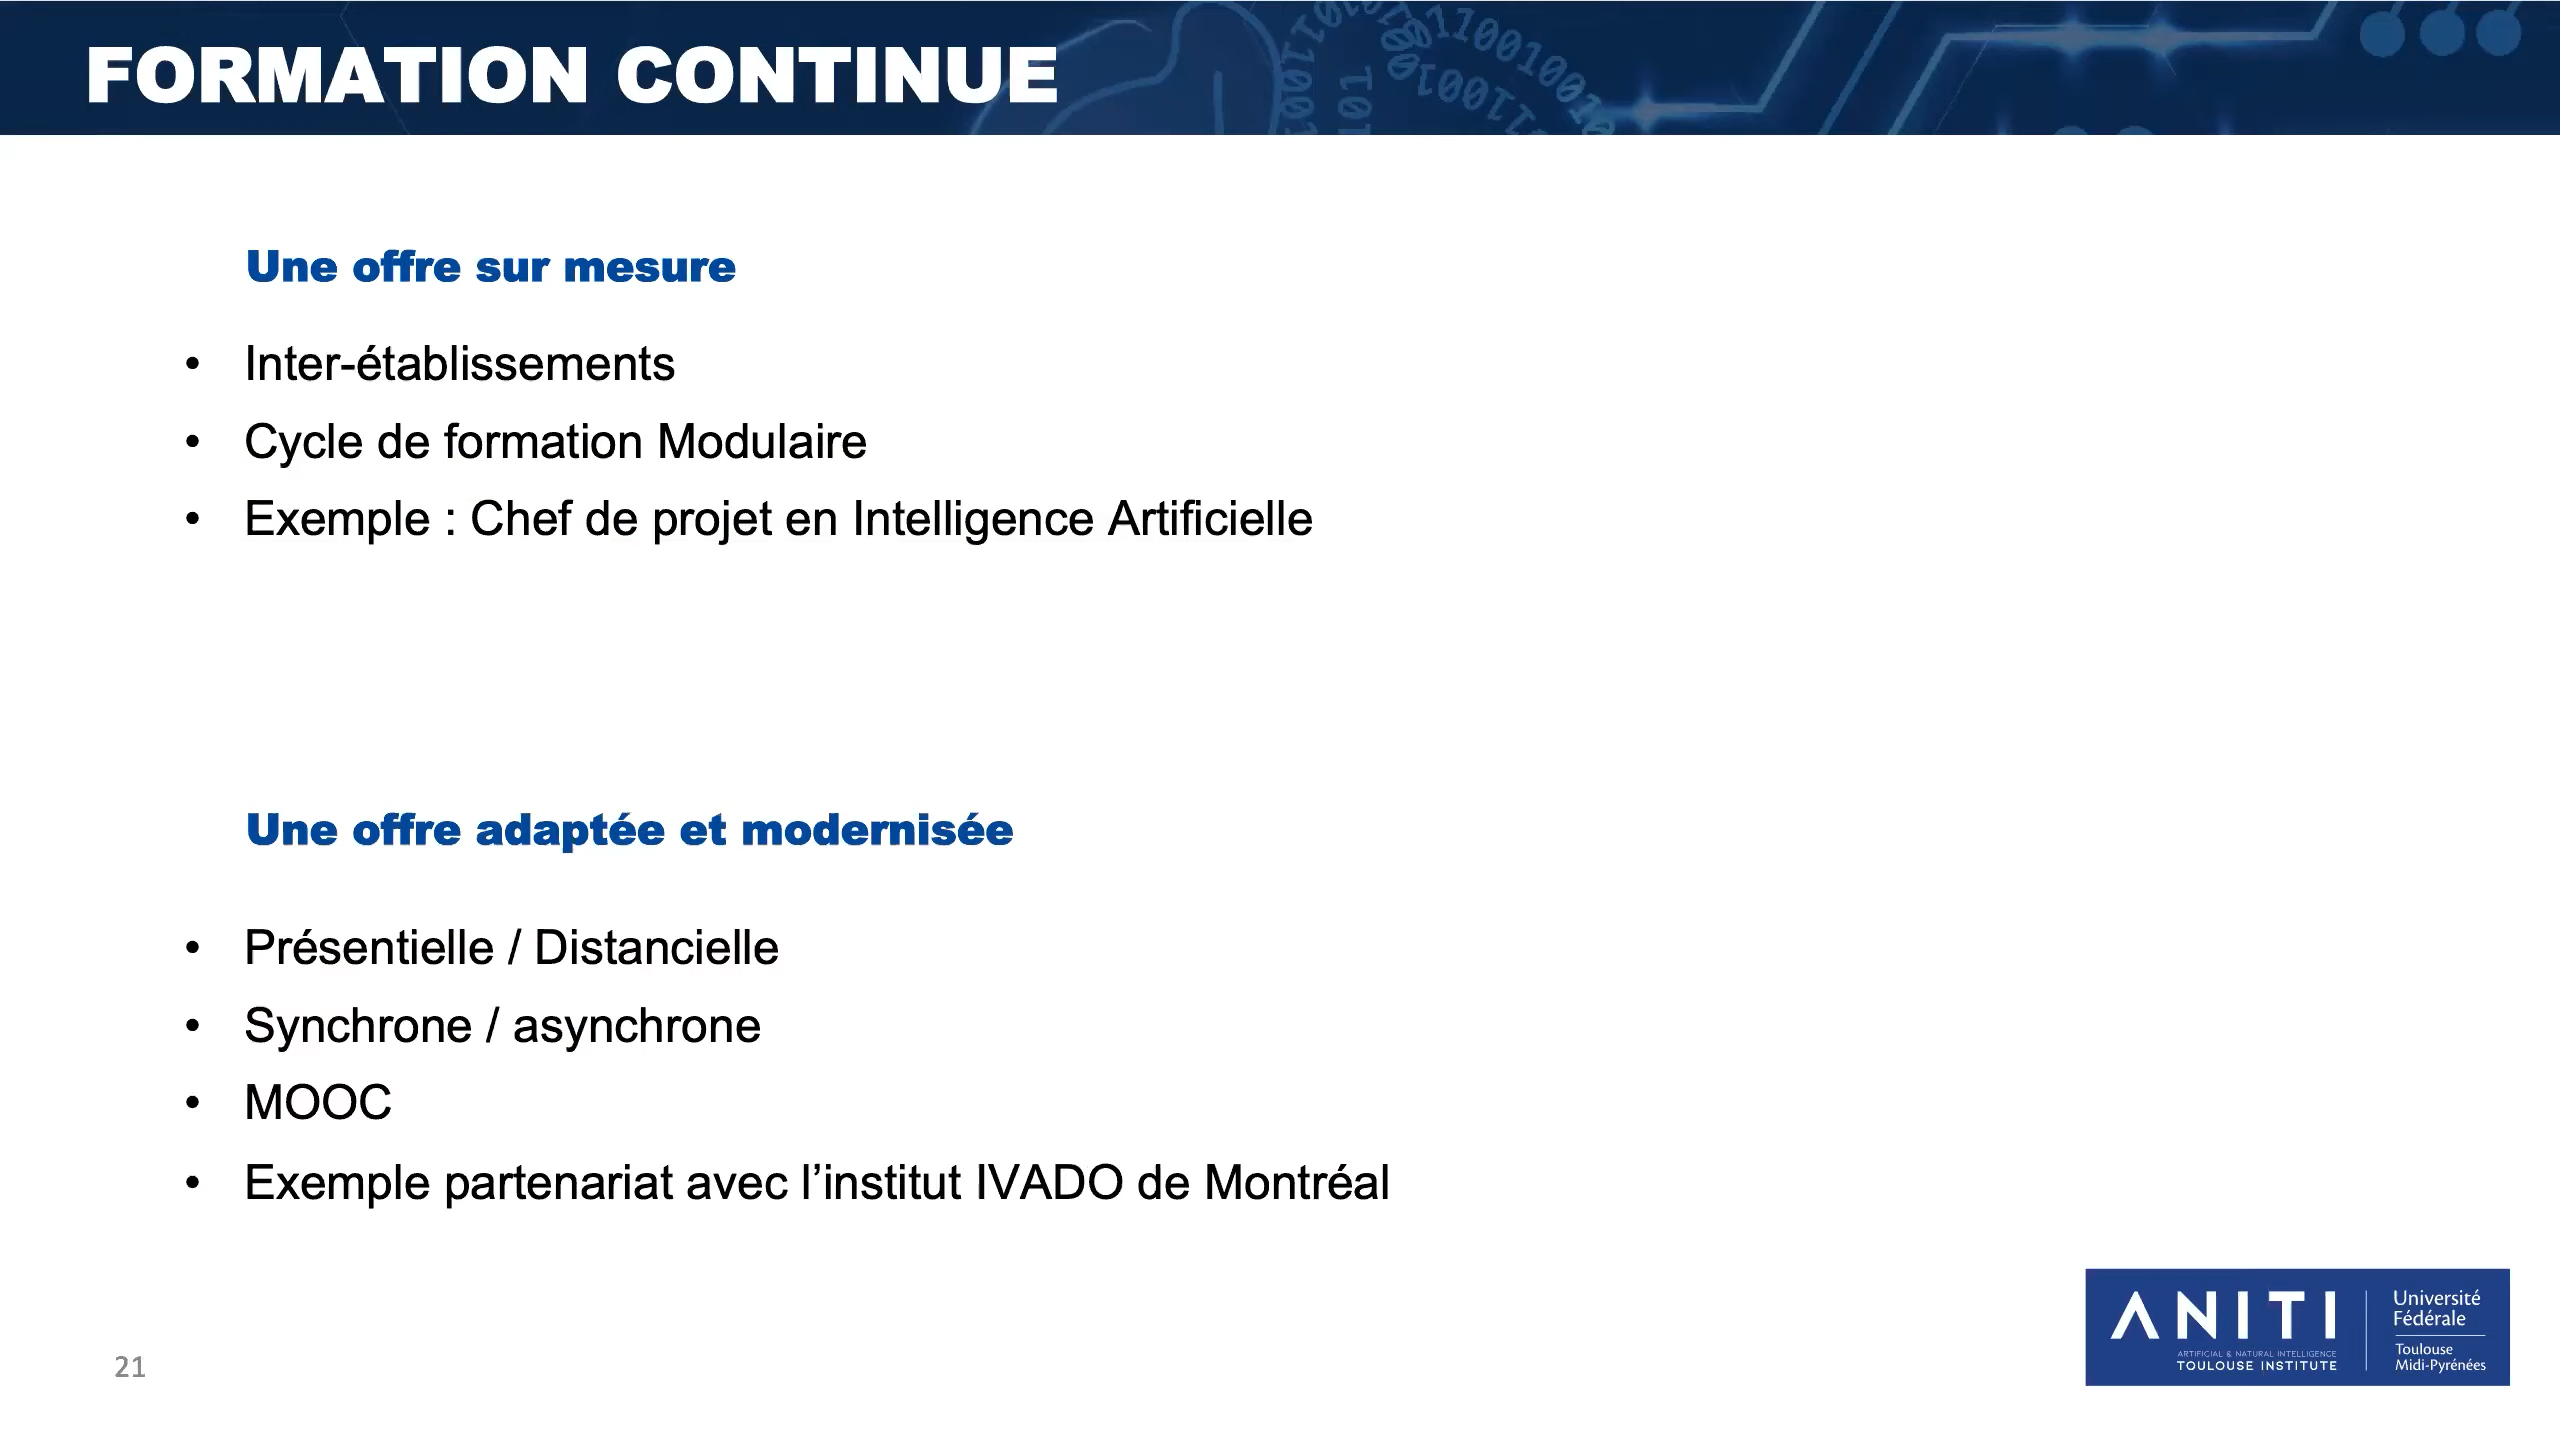 FORMATION CONTINUE
Une offre sur mesure
• Inter-établissements
• Cycle de formation Modulaire
• Exemple : Chef de projet en Intelligence Artificielle
Une offre adaptée et modernisée
• Présentielle / Distancielle
• Synchrone / asynchrone
• MOOC
• Exemple partenariat avec l’institut IVADO de Montréal
21
ANITI
ARTIFICIAL & NATURAL INTELLIGENCE
TOULOUSE INSTITUTE
Université
Fédérale
Toulouse
Midi-Pyrénées